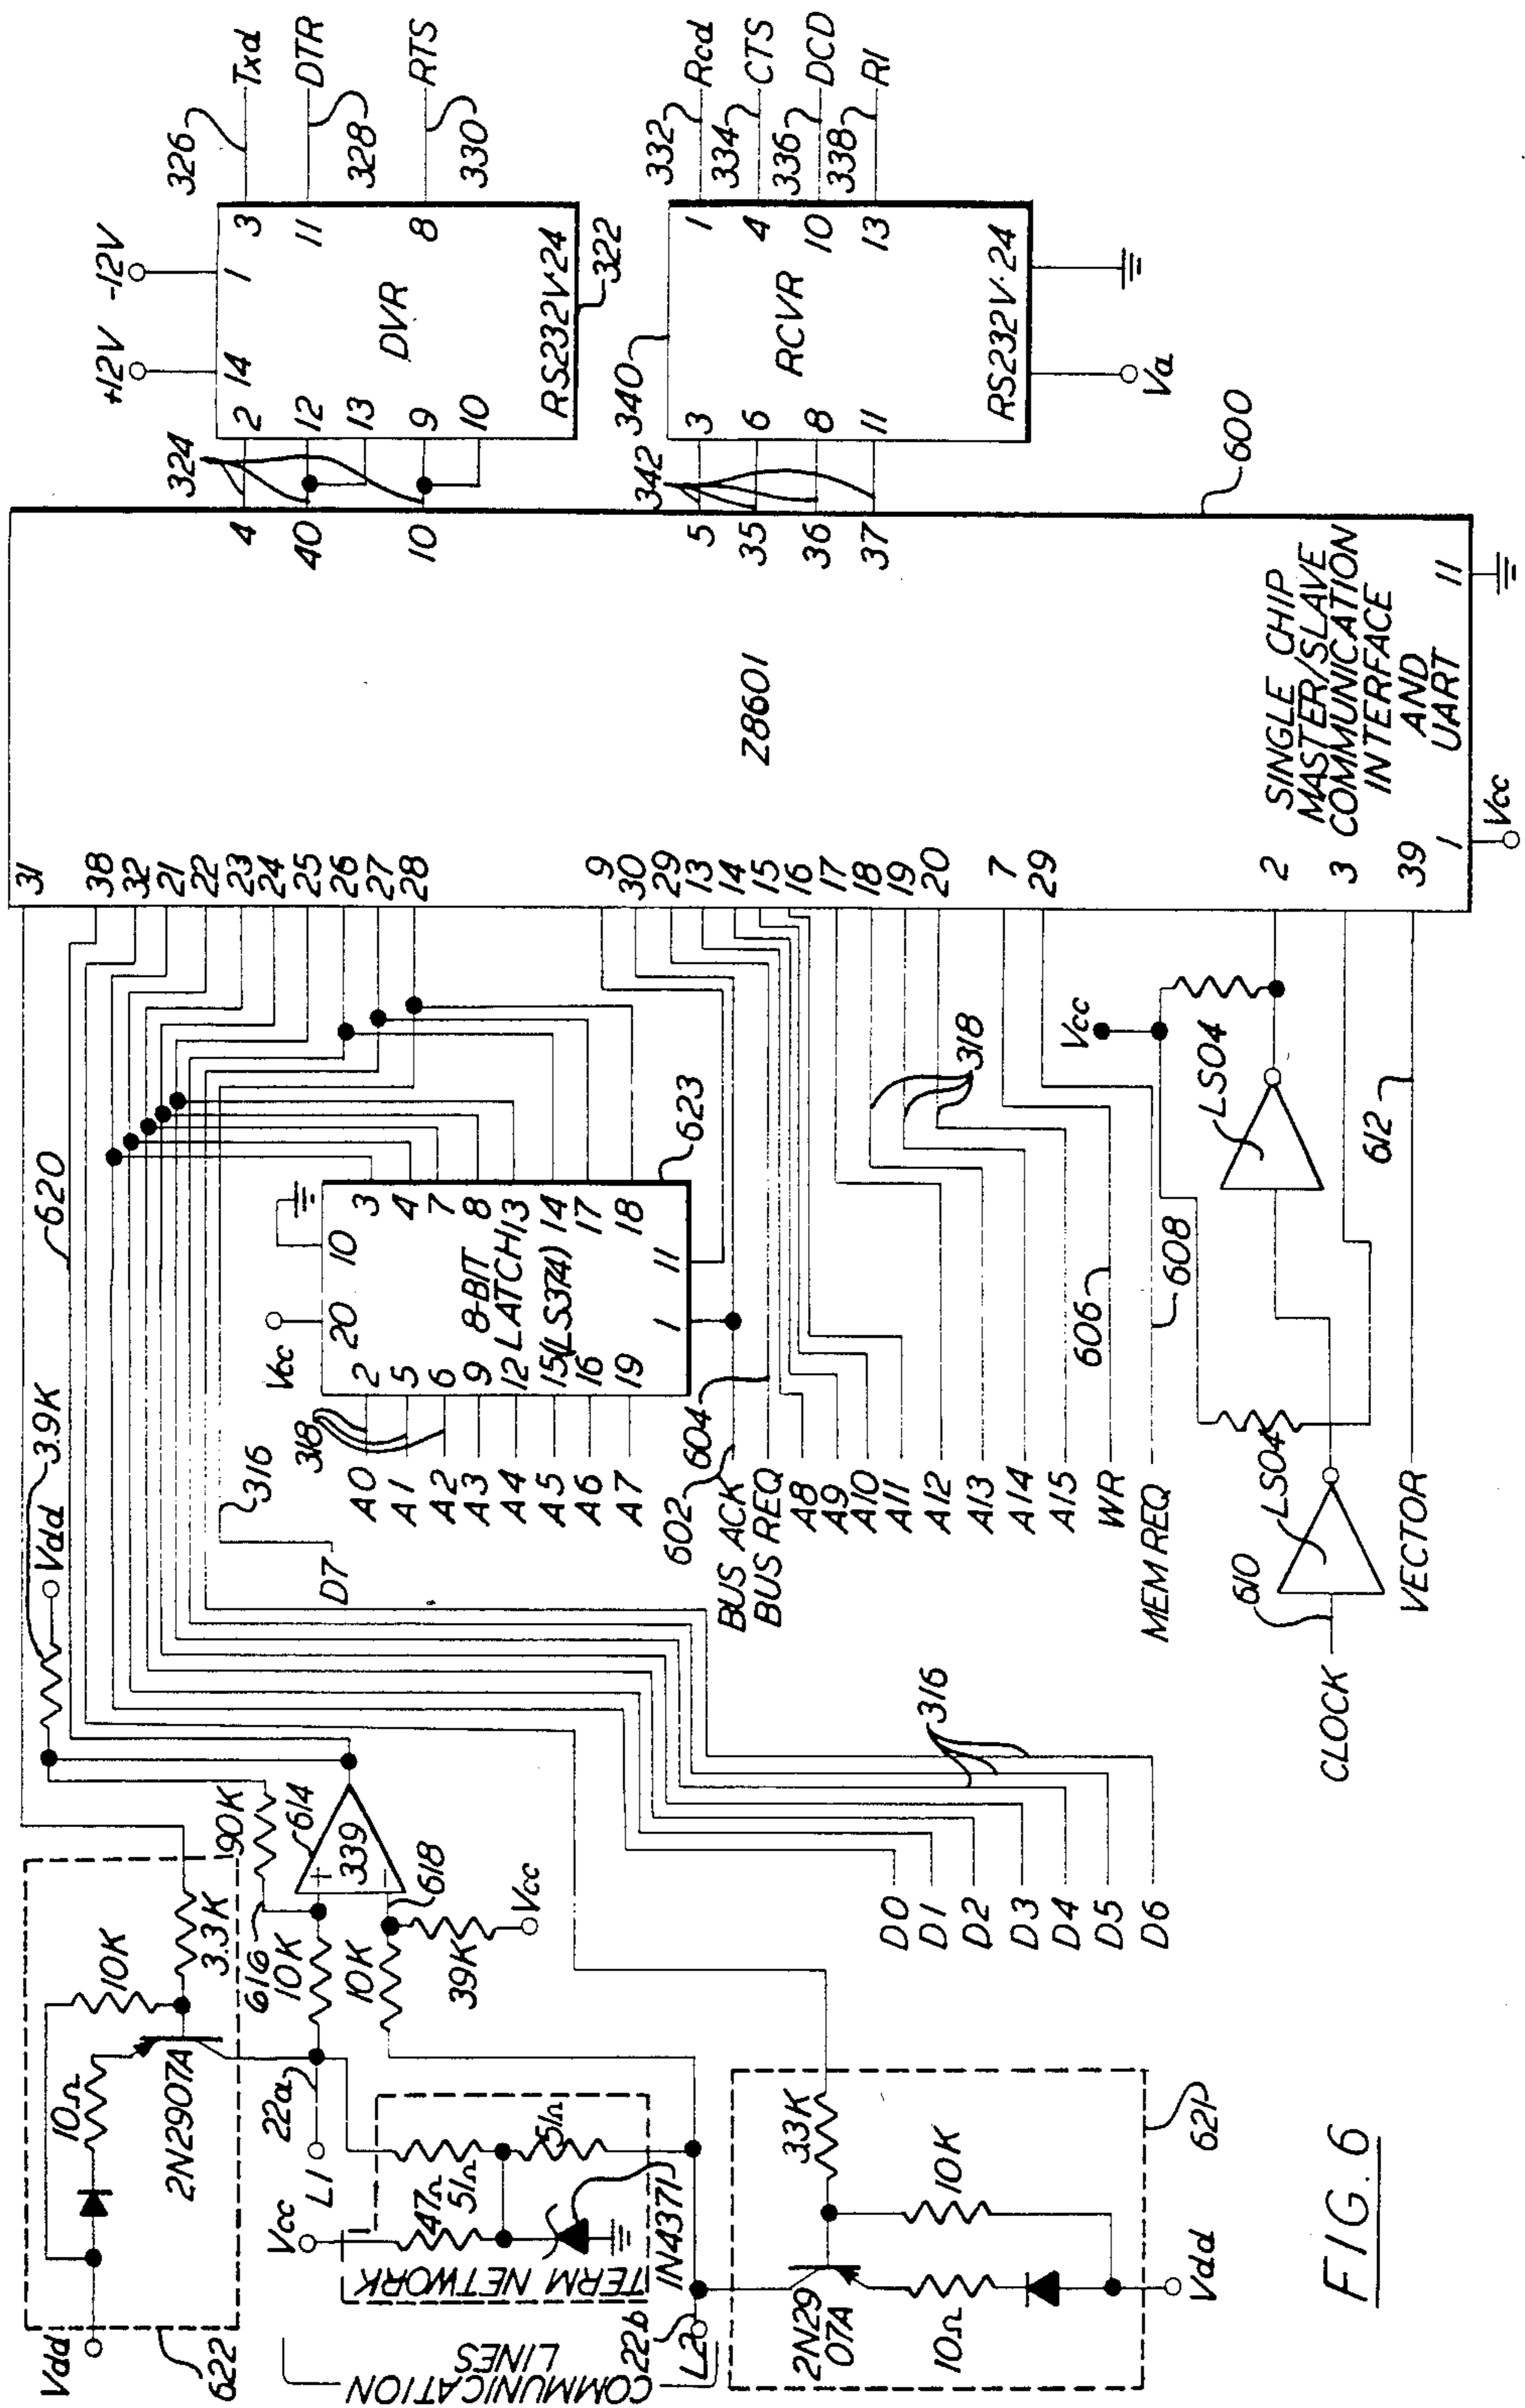 Vdd
622
10Ω
10K
2N2907A
3.3K
Vdd
3.9K
620
31
38
32
21
22
23
24
25
26
27
28
9
30
29
13
14
15
16
17
18
19
20
7
29
2
3
39
1
Vcc
11
Z8601
SINGLE CHIP
MASTER/SLAVE
COMMUNICATION
INTERFACE
AND
UART
600
4
40
10
5
35
36
37
324
342
+12V
-12V
14
1
2
12
13
9
10
3
11
8
DVR
RS232V·24
322
326
Txd
DTR
328
RTS
330
340
3
6
8
11
1
4
10
13
RCVR
RS232V·24
Va
332
Rcd
334
CTS
336
DCD
338
RI
COMMUNICATION
LINES
L1
22a
L2
22b
616
10K
10K
90K
614
339
+
−
618
39K
Vcc
Vcc
47Ω
51Ω
51Ω
TERM NETWORK
1N4371
2N29
07A
33K
10K
10Ω
Vdd
621
316
D7
318
A0
A1
A2
A3
A4
A5
A6
A7
Vcc
20
10
2
5
6
9
12
15
16
19
8-BIT
LATCH
(LS374)
3
4
7
8
13
14
17
18
1
11
623
602
604
BUS ACK
BUS REQ
A8
A9
A10
A11
A12
A13
A14
A15
318
WR
606
MEM REQ
608
D0
D1
D2
D3
D4
D5
D6
316
CLOCK
610
LS04
LS04
Vcc
VECTOR
612
FIG. 6